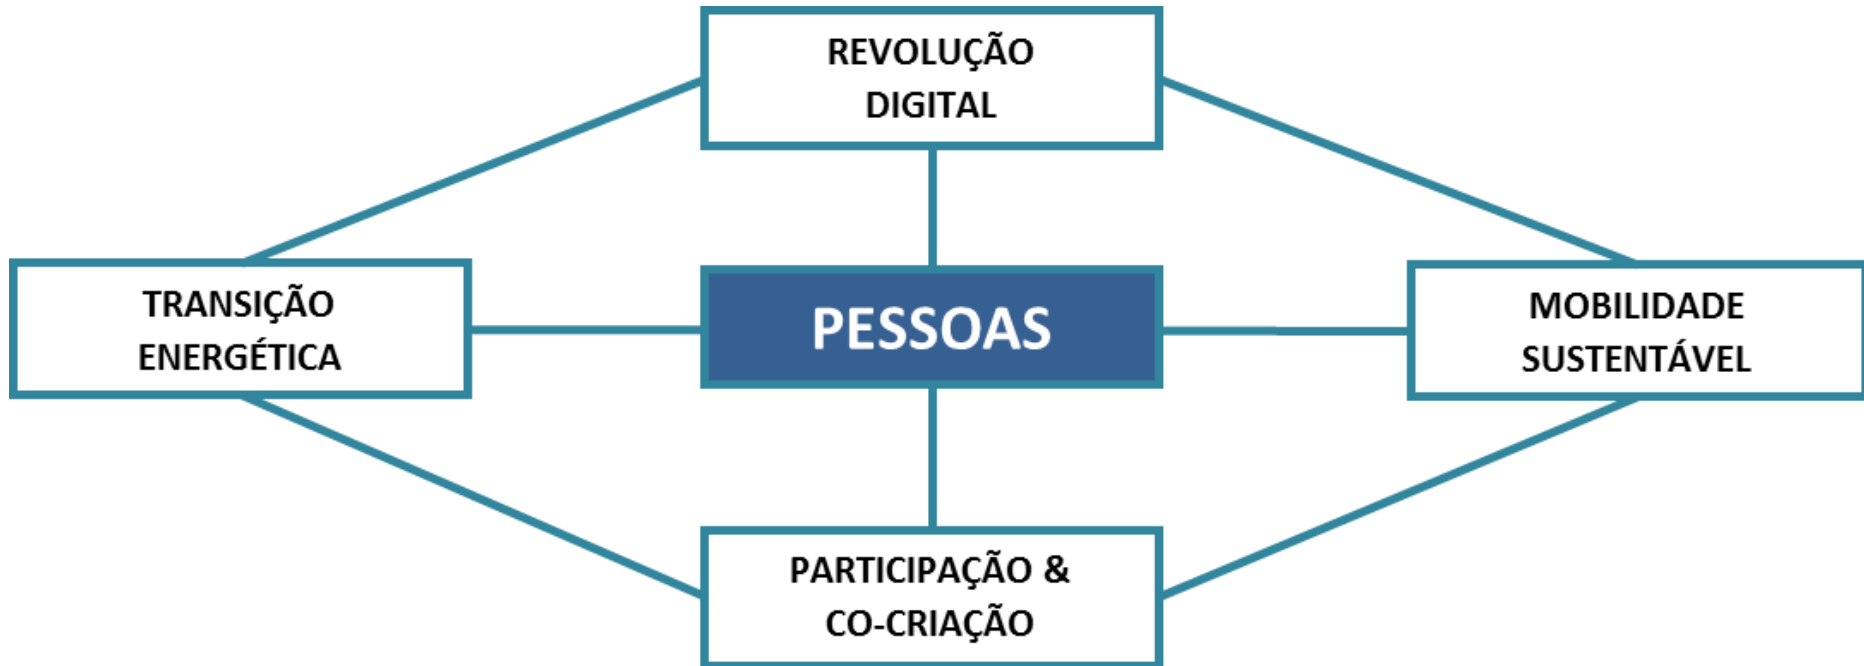 REVOLUÇÃO
DIGITAL
TRANSIÇÃO
ENERGÉTICA
PESSOAS
MOBILIDADE
SUSTENTÁVEL
PARTICIPAÇÃO &
CO-CRIAÇÃO